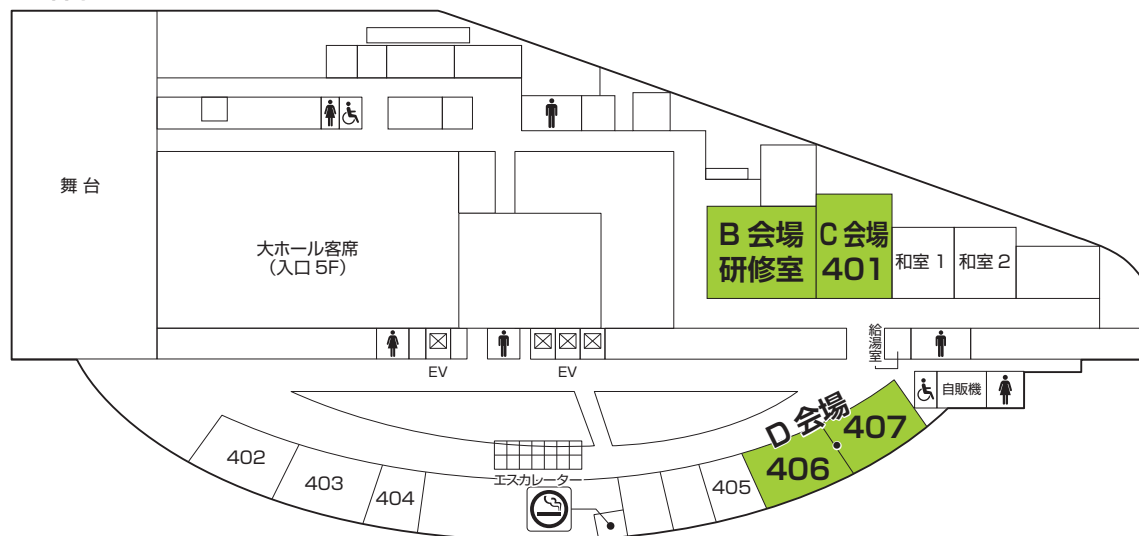 舞 台
大ホール客席
(入口 5F)
B 会場
研修室
C 会場
401
和室 1
和室 2
EV
EV
給湯室
自販機
D 会場
407
406
405
402
403
404
エスカレーター